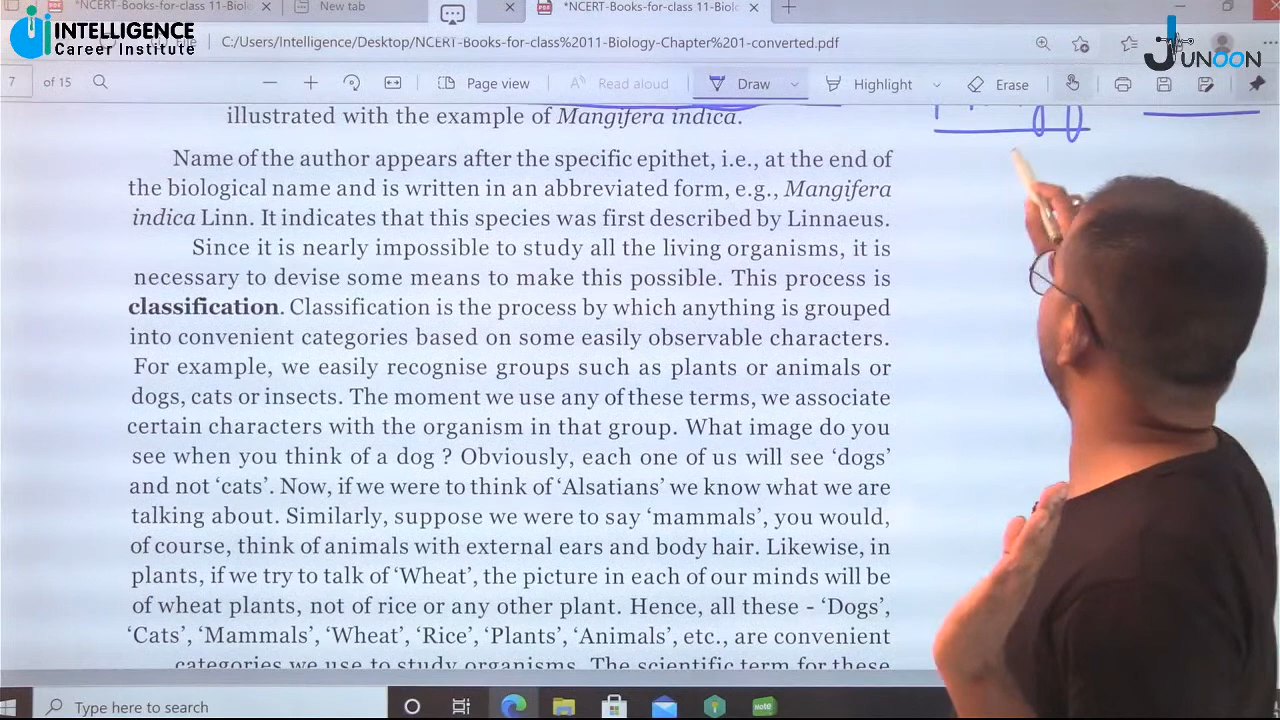 *NCERT-Books-for class 11-Biolo
New tab
*NCERT-Books-for class 11-Biolo
INTELLIGENCE
Career Institute
C:/Users/Intelligence/Desktop/NCERT-Books-for-class%2011-Biology-Chapter%201-converted.pdf
JUNOON
7 of 15
Page view
Read aloud
Draw
Highlight
Erase
illustrated with the example of Mangifera indica.
Name of the author appears after the specific epithet, i.e., at the end of
the biological name and is written in an abbreviated form, e.g., Mangifera
indica Linn. It indicates that this species was first described by Linnaeus.
Since it is nearly impossible to study all the living organisms, it is
necessary to devise some means to make this possible. This process is
classification. Classification is the process by which anything is grouped
into convenient categories based on some easily observable characters.
For example, we easily recognise groups such as plants or animals or
dogs, cats or insects. The moment we use any of these terms, we associate
certain characters with the organism in that group. What image do you
see when you think of a dog ? Obviously, each one of us will see ‘dogs’
and not ‘cats’. Now, if we were to think of ‘Alsatians’ we know what we are
talking about. Similarly, suppose we were to say ‘mammals’, you would,
of course, think of animals with external ears and body hair. Likewise, in
plants, if we try to talk of ‘Wheat’, the picture in each of our minds will be
of wheat plants, not of rice or any other plant. Hence, all these - ‘Dogs’,
‘Cats’, ‘Mammals’, ‘Wheat’, ‘Rice’, ‘Plants’, ‘Animals’, etc., are convenient
categories we use to study organisms. The scientific term for these
Type here to search
Note